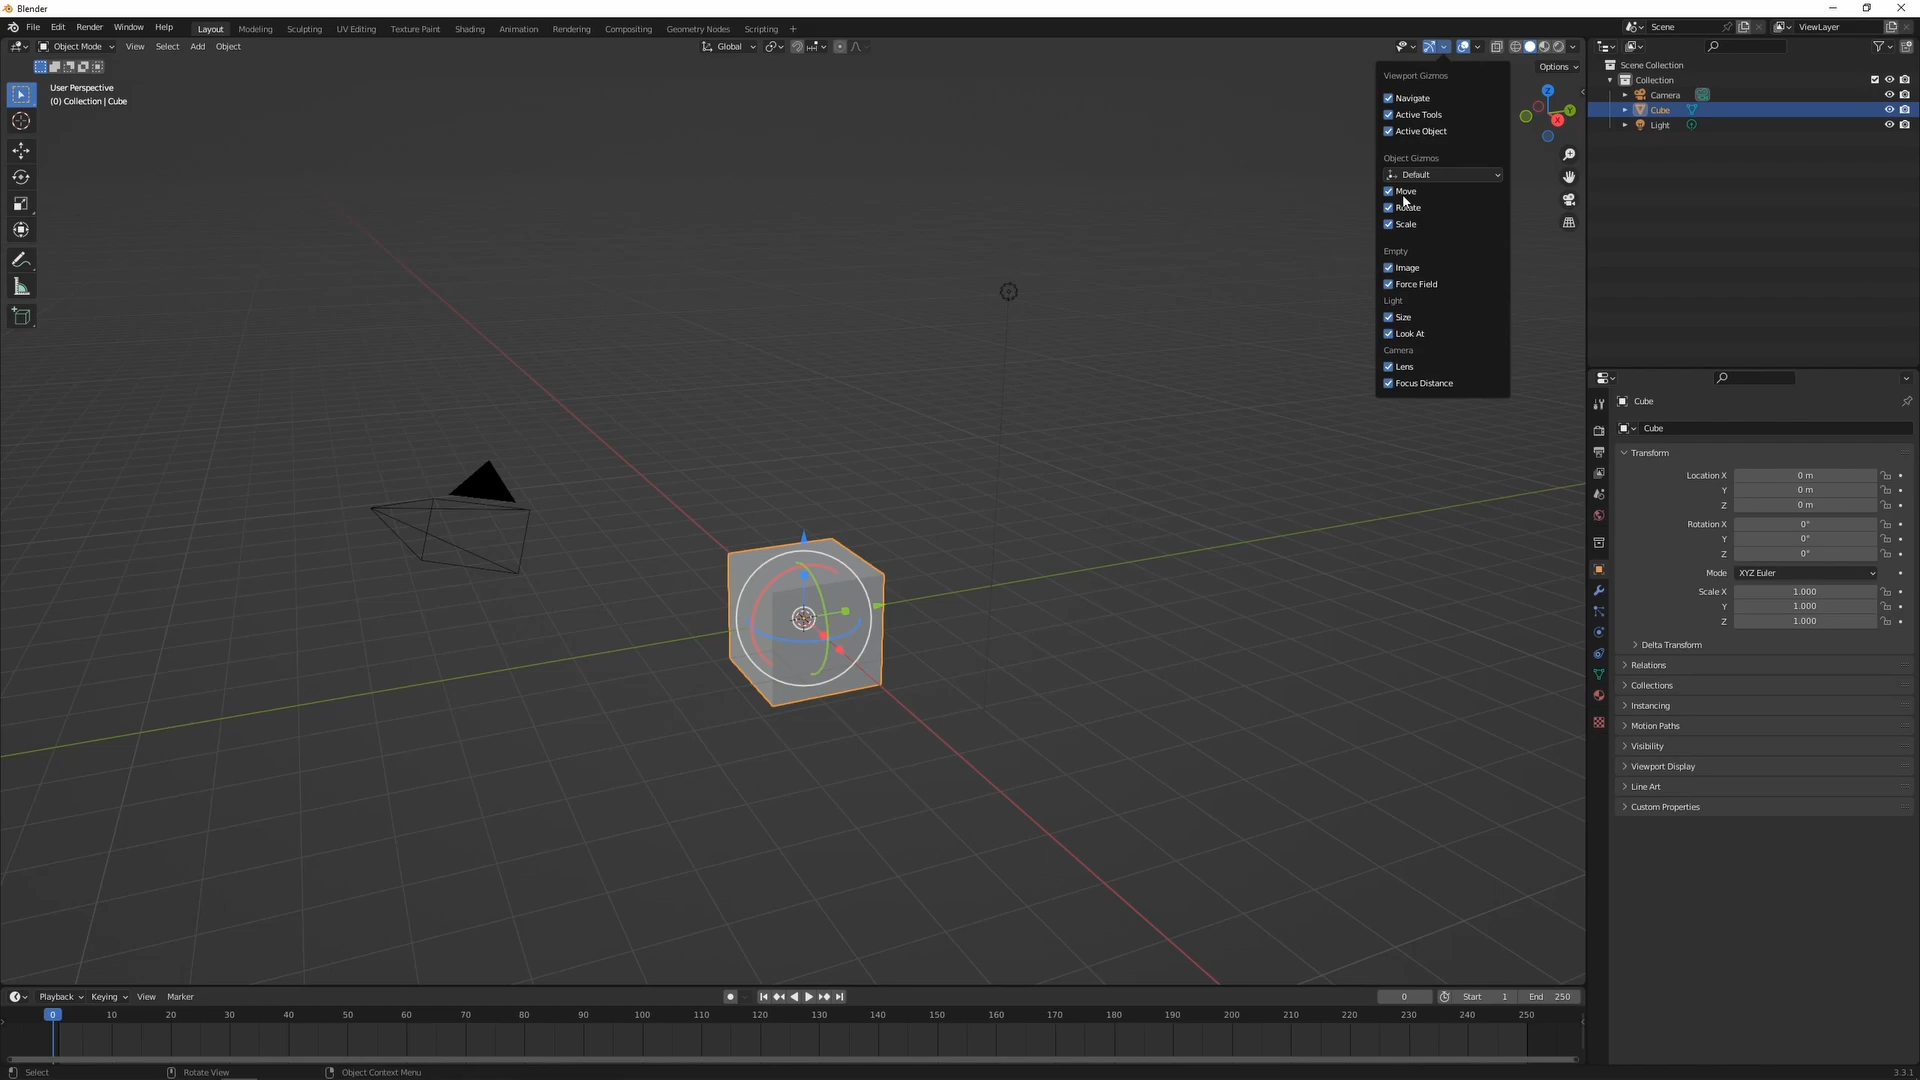 Blender
File Edit Render Window Help Layout Modeling Sculpting UV Editing Texture Paint Shading Animation Rendering Compositing Geometry Nodes Scripting + Scene ViewLayer
Object Mode View Select Add Object Global
Options
User Perspective
(0) Collection | Cube
Viewport Gizmos
Navigate
Active Tools
Active Object
Object Gizmos
Default
Move
Rotate
Scale
Empty
Image
Force Field
Light
Size
Look At
Camera
Lens
Focus Distance
Z
Y
X
Scene Collection
Collection
Camera
Cube
Light
Cube
Cube
Transform
Location X 0 m
Y 0 m
Z 0 m
Rotation X 0°
Y 0°
Z 0°
Mode XYZ Euler
Scale X 1.000
Y 1.000
Z 1.000
Delta Transform
Relations
Collections
Instancing
Motion Paths
Visibility
Viewport Display
Line Art
Custom Properties
Playback Keying View Marker 0 Start 1 End 250
0 10 20 30 40 50 60 70 80 90 100 110 120 130 140 150 160 170 180 190 200 210 220 230 240 250
Select Rotate View Object Context Menu 3.3.1